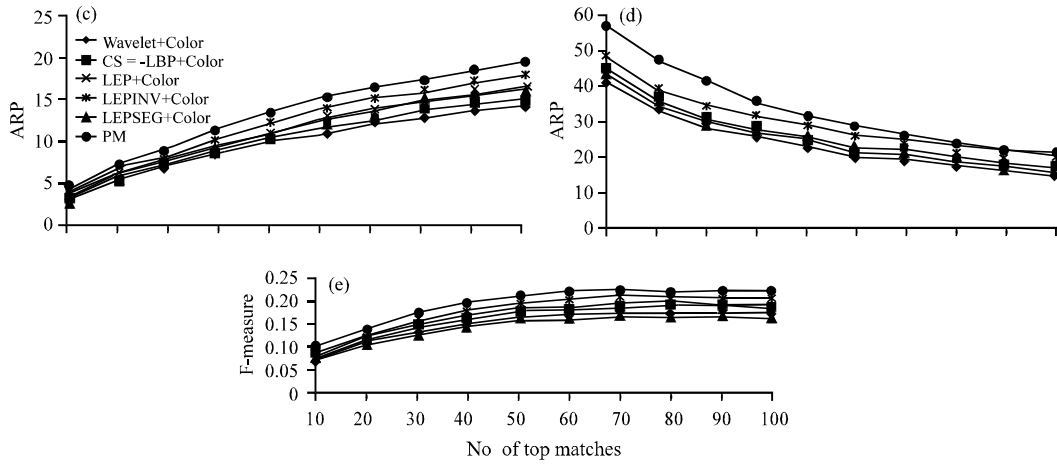 (c)
25
20
15
10
5
0
ARP
Wavelet+Color
CS = -LBP+Color
LEP+Color
LEPINV+Color
LEPSEG+Color
PM
(d)
60
50
40
30
20
10
0
ARP
(e)
0.25
0.20
0.15
0.10
0.05
0
F-measure
10 20 30 40 50 60 70 80 90 100
No of top matches